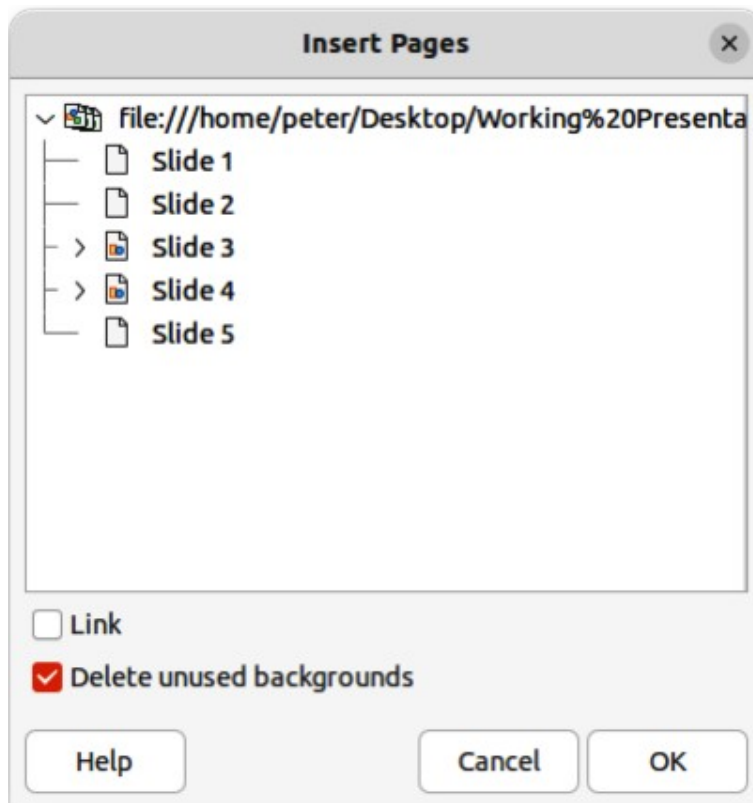 Insert Pages
file:///home/peter/Desktop/Working%20Presenta
Slide 1
Slide 2
Slide 3
Slide 4
Slide 5
Link
Delete unused backgrounds
Help Cancel OK